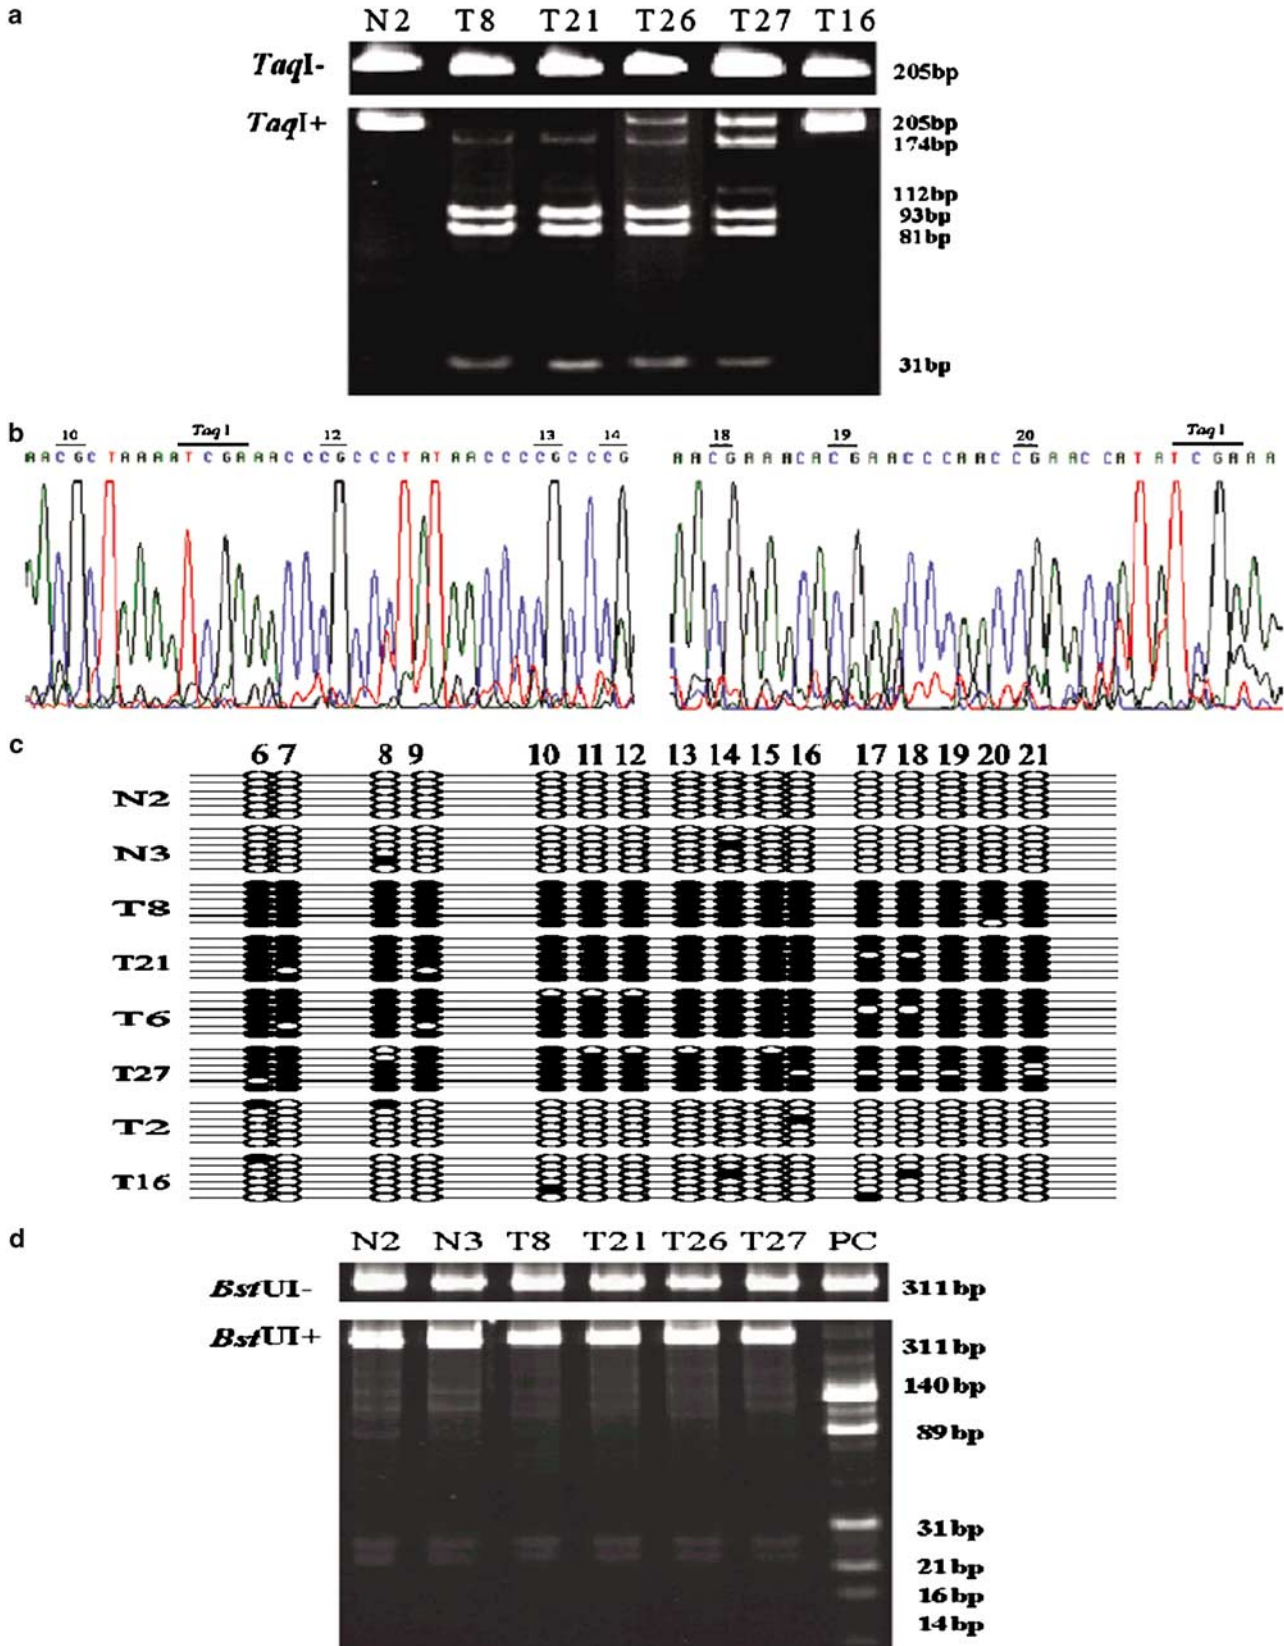 a
N2 T8 T21 T26 T27 T16
TaqI- 205bp
TaqI+ 205bp
174bp
112bp
93bp
81bp
31bp
b
10 Taq I 12 13 14 18 19 20 Taq I
AACGCTAAAATCGAAACCCGCCCTATAACCCCGCCCG AACGAAACACGAACCCAACCGAACCATATCGAAA
c
6 7 8 9 10 11 12 13 14 15 16 17 18 19 20 21
N2
N3
T8
T21
T6
T27
T2
T16
d
N2 N3 T8 T21 T26 T27 PC
BstUI- 311bp
BstUI+ 311bp
140bp
89bp
31bp
21bp
16bp
14bp